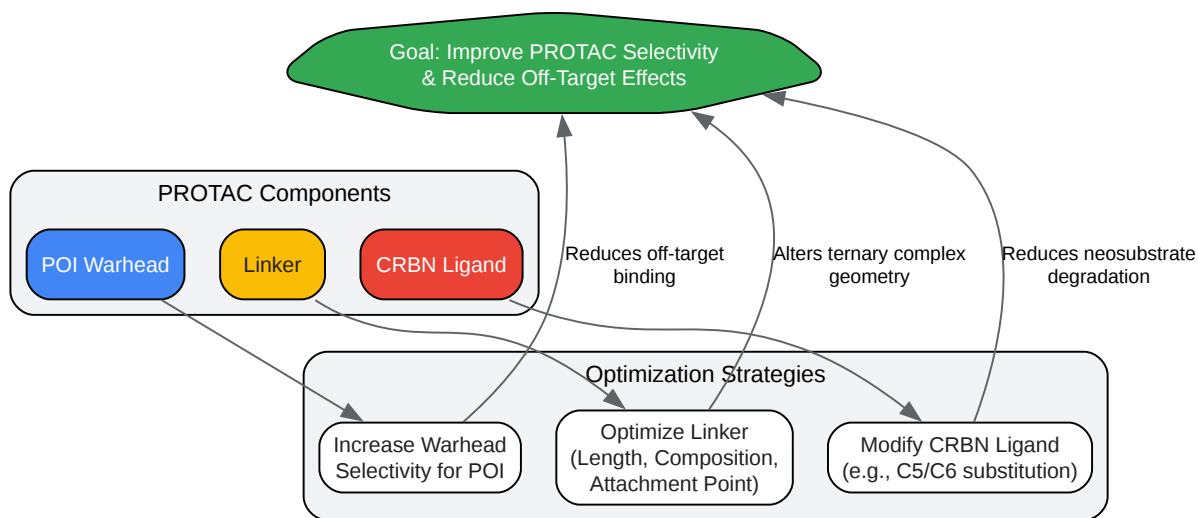 Goal: Improve PROTAC Selectivity
& Reduce Off-Target Effects
PROTAC Components
POI Warhead
Linker
CRBN Ligand
Reduces off-target
binding
Alters ternary complex
geometry
Reduces neosubstrate
degradation
Optimization Strategies
Increase Warhead
Selectivity for POI
Optimize Linker
(Length, Composition,
Attachment Point)
Modify CRBN Ligand
(e.g., C5/C6 substitution)